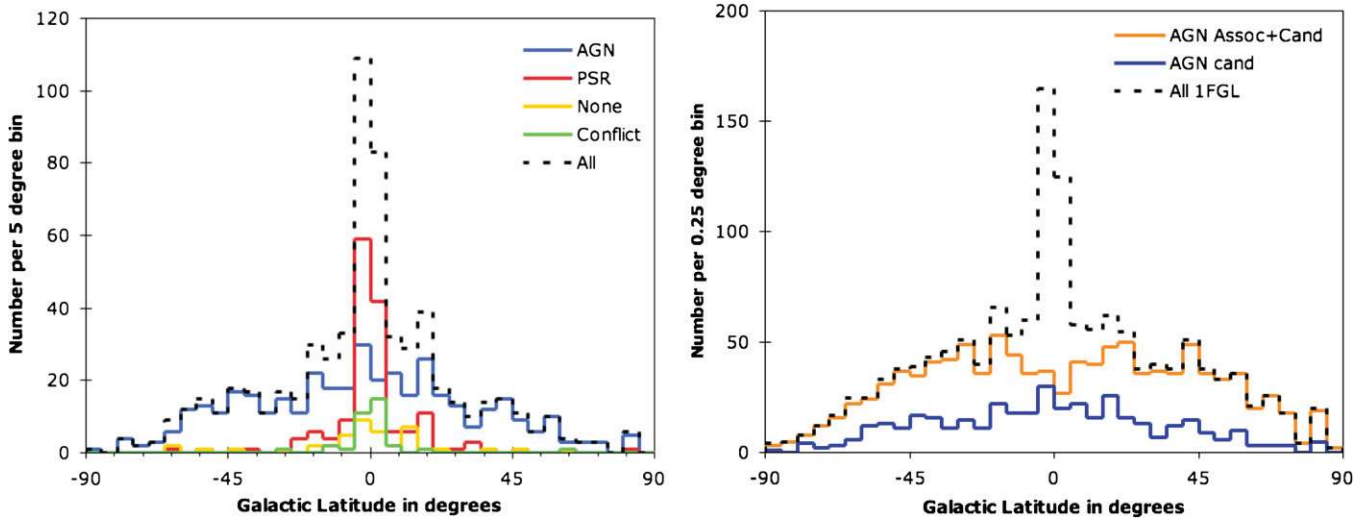 120
100
80
60
40
20
0
Number per 5 degree bin
AGN
PSR
None
Conflict
All
-90
-45
0
45
90
Galactic Latitude in degrees
200
150
100
50
0
Number per 0.25 degree bin
AGN Assoc+Cand
AGN cand
All 1FGL
-90
-45
0
45
90
Galactic Latitude in degrees